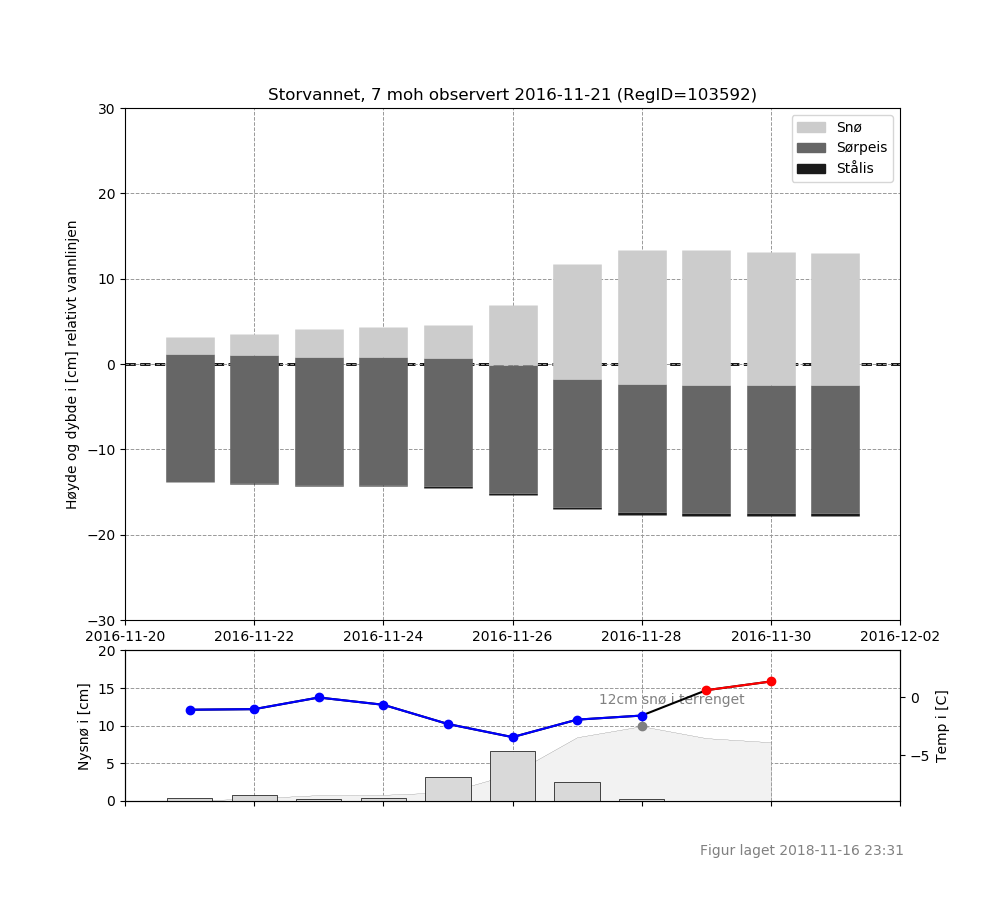 Storvannet, 7 moh observert 2016-11-21 (RegID=103592)
Høyde og dybde i [cm] relativt vannlinjen
30
20
10
0
−10
−20
−30
Snø
Sørpeis
Stålis
2016-11-20 2016-11-22 2016-11-24 2016-11-26 2016-11-28 2016-11-30 2016-12-02
Nysnø i [cm]
20
15
10
5
0
12cm snø i terrenget
0
−5
Temp i [C]
Figur laget 2018-11-16 23:31